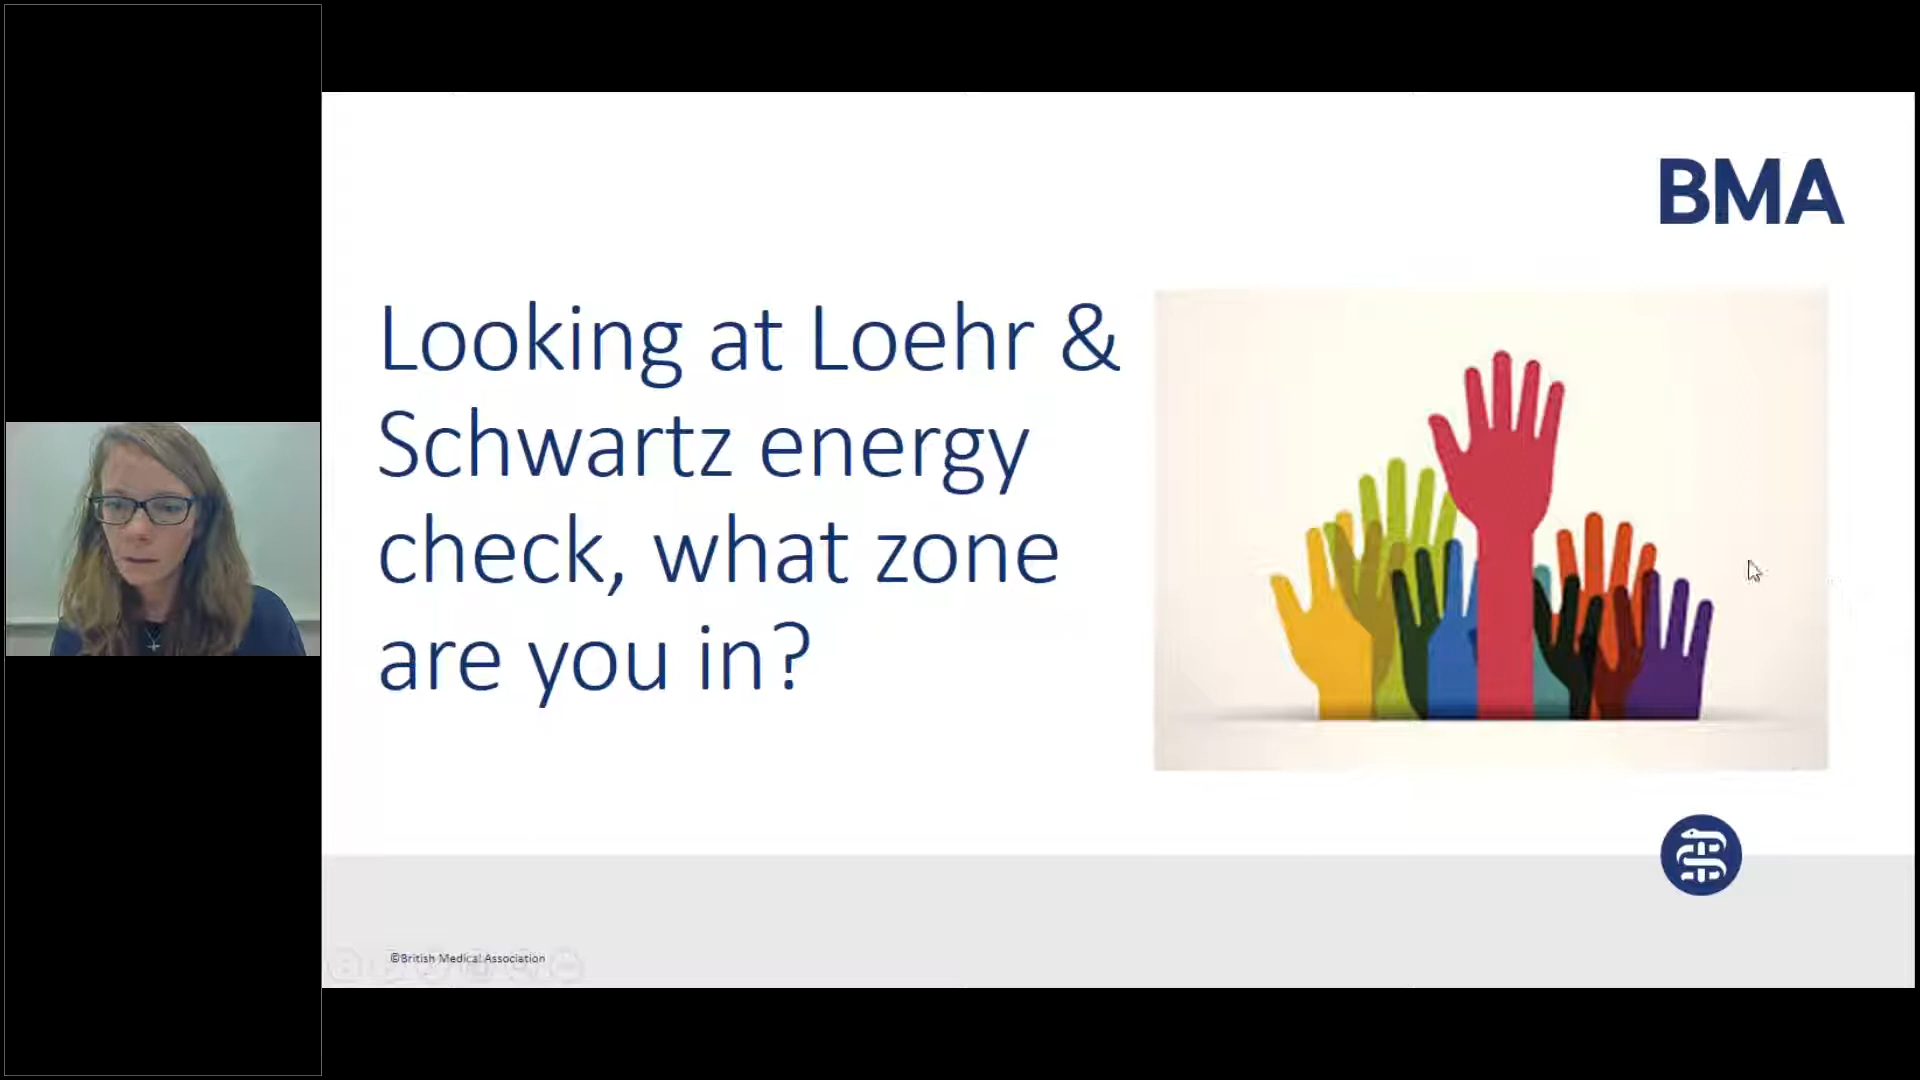 BMA
Looking at Loehr &
Schwartz energy
check, what zone
are you in?
©British Medical Association